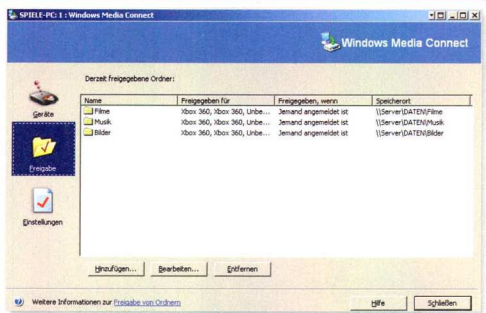 SPIELE-PC: 1 : Windows Media Connect
Windows Media Connect
Derzeit freigegebene Ordner:
Name Freigegeben für Freigegeben, wenn Speicherort
Filme Xbox 360, Xbox 360, Unbe... Jemand angemeldet ist \\Server\DATEN\Filme
Musik Xbox 360, Xbox 360, Unbe... Jemand angemeldet ist \\Server\DATEN\Musik
Bilder Xbox 360, Xbox 360, Unbe... Jemand angemeldet ist \\Server\DATEN\Bilder
Geräte
Freigabe
Einstellungen
Hinzufügen... Bearbeiten... Entfernen
Weitere Informationen zur Freigabe von Ordnern
Hilfe Schließen